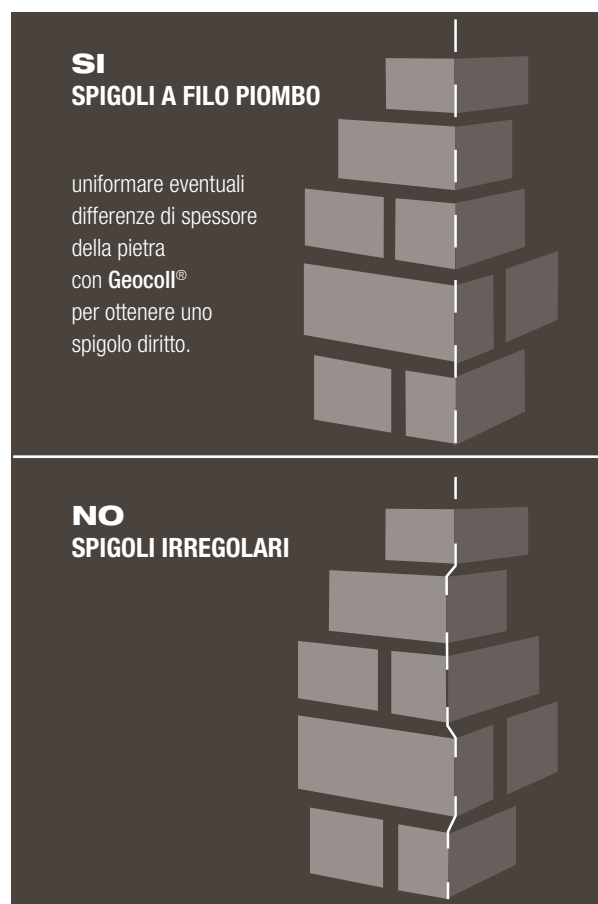 SI
SPIGOLI A FILO PIOMBO
uniformare eventuali
differenze di spessore
della pietra
con Geocoll®
per ottenere uno
spigolo diritto.
NO
SPIGOLI IRREGOLARI